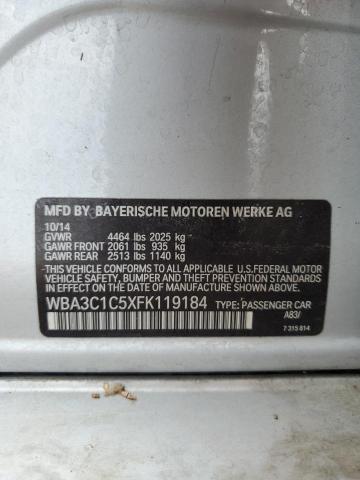 MFD BY BAYERISCHE MOTOREN WERKE AG
10/14
GVWR 4464 lbs 2025 kg
GAWR FRONT 2061 lbs 935 kg
GAWR REAR 2513 lbs 1140 kg
THIS VEHICLE CONFORMS TO ALL APPLICABLE U.S. FEDERAL MOTOR
VEHICLE SAFETY, BUMPER, AND THEFT PREVENTION STANDARDS
IN EFFECT ON THE DATE OF MANUFACTURE SHOWN ABOVE.
WBA3C1C5XFK119184 TYPE: PASSENGER CAR
A83/
7 315 814